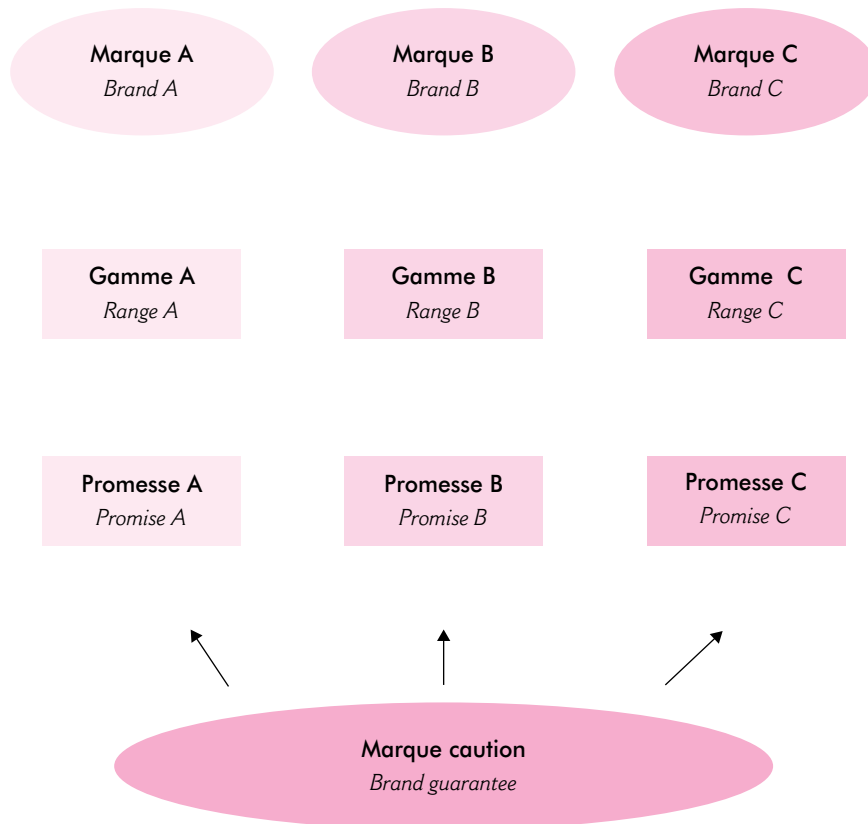 Marque A
Brand A
Marque B
Brand B
Marque C
Brand C
Gamme A
Range A
Gamme B
Range B
Gamme  C
Range C
Promesse A
Promise A
Promesse B
Promise B
Promesse C
Promise C
Marque caution
Brand guarantee